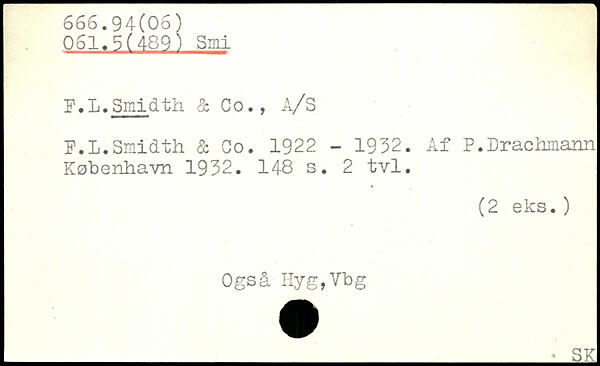 666.94(06)
061.5(489) Smi
F.L.Smidth & Co., A/S
F.L.Smidth & Co. 1922 - 1932. Af P.Drachmann
København 1932. 148 s. 2 tvl.
(2 eks.)
Også Hyg,Vbg
SK